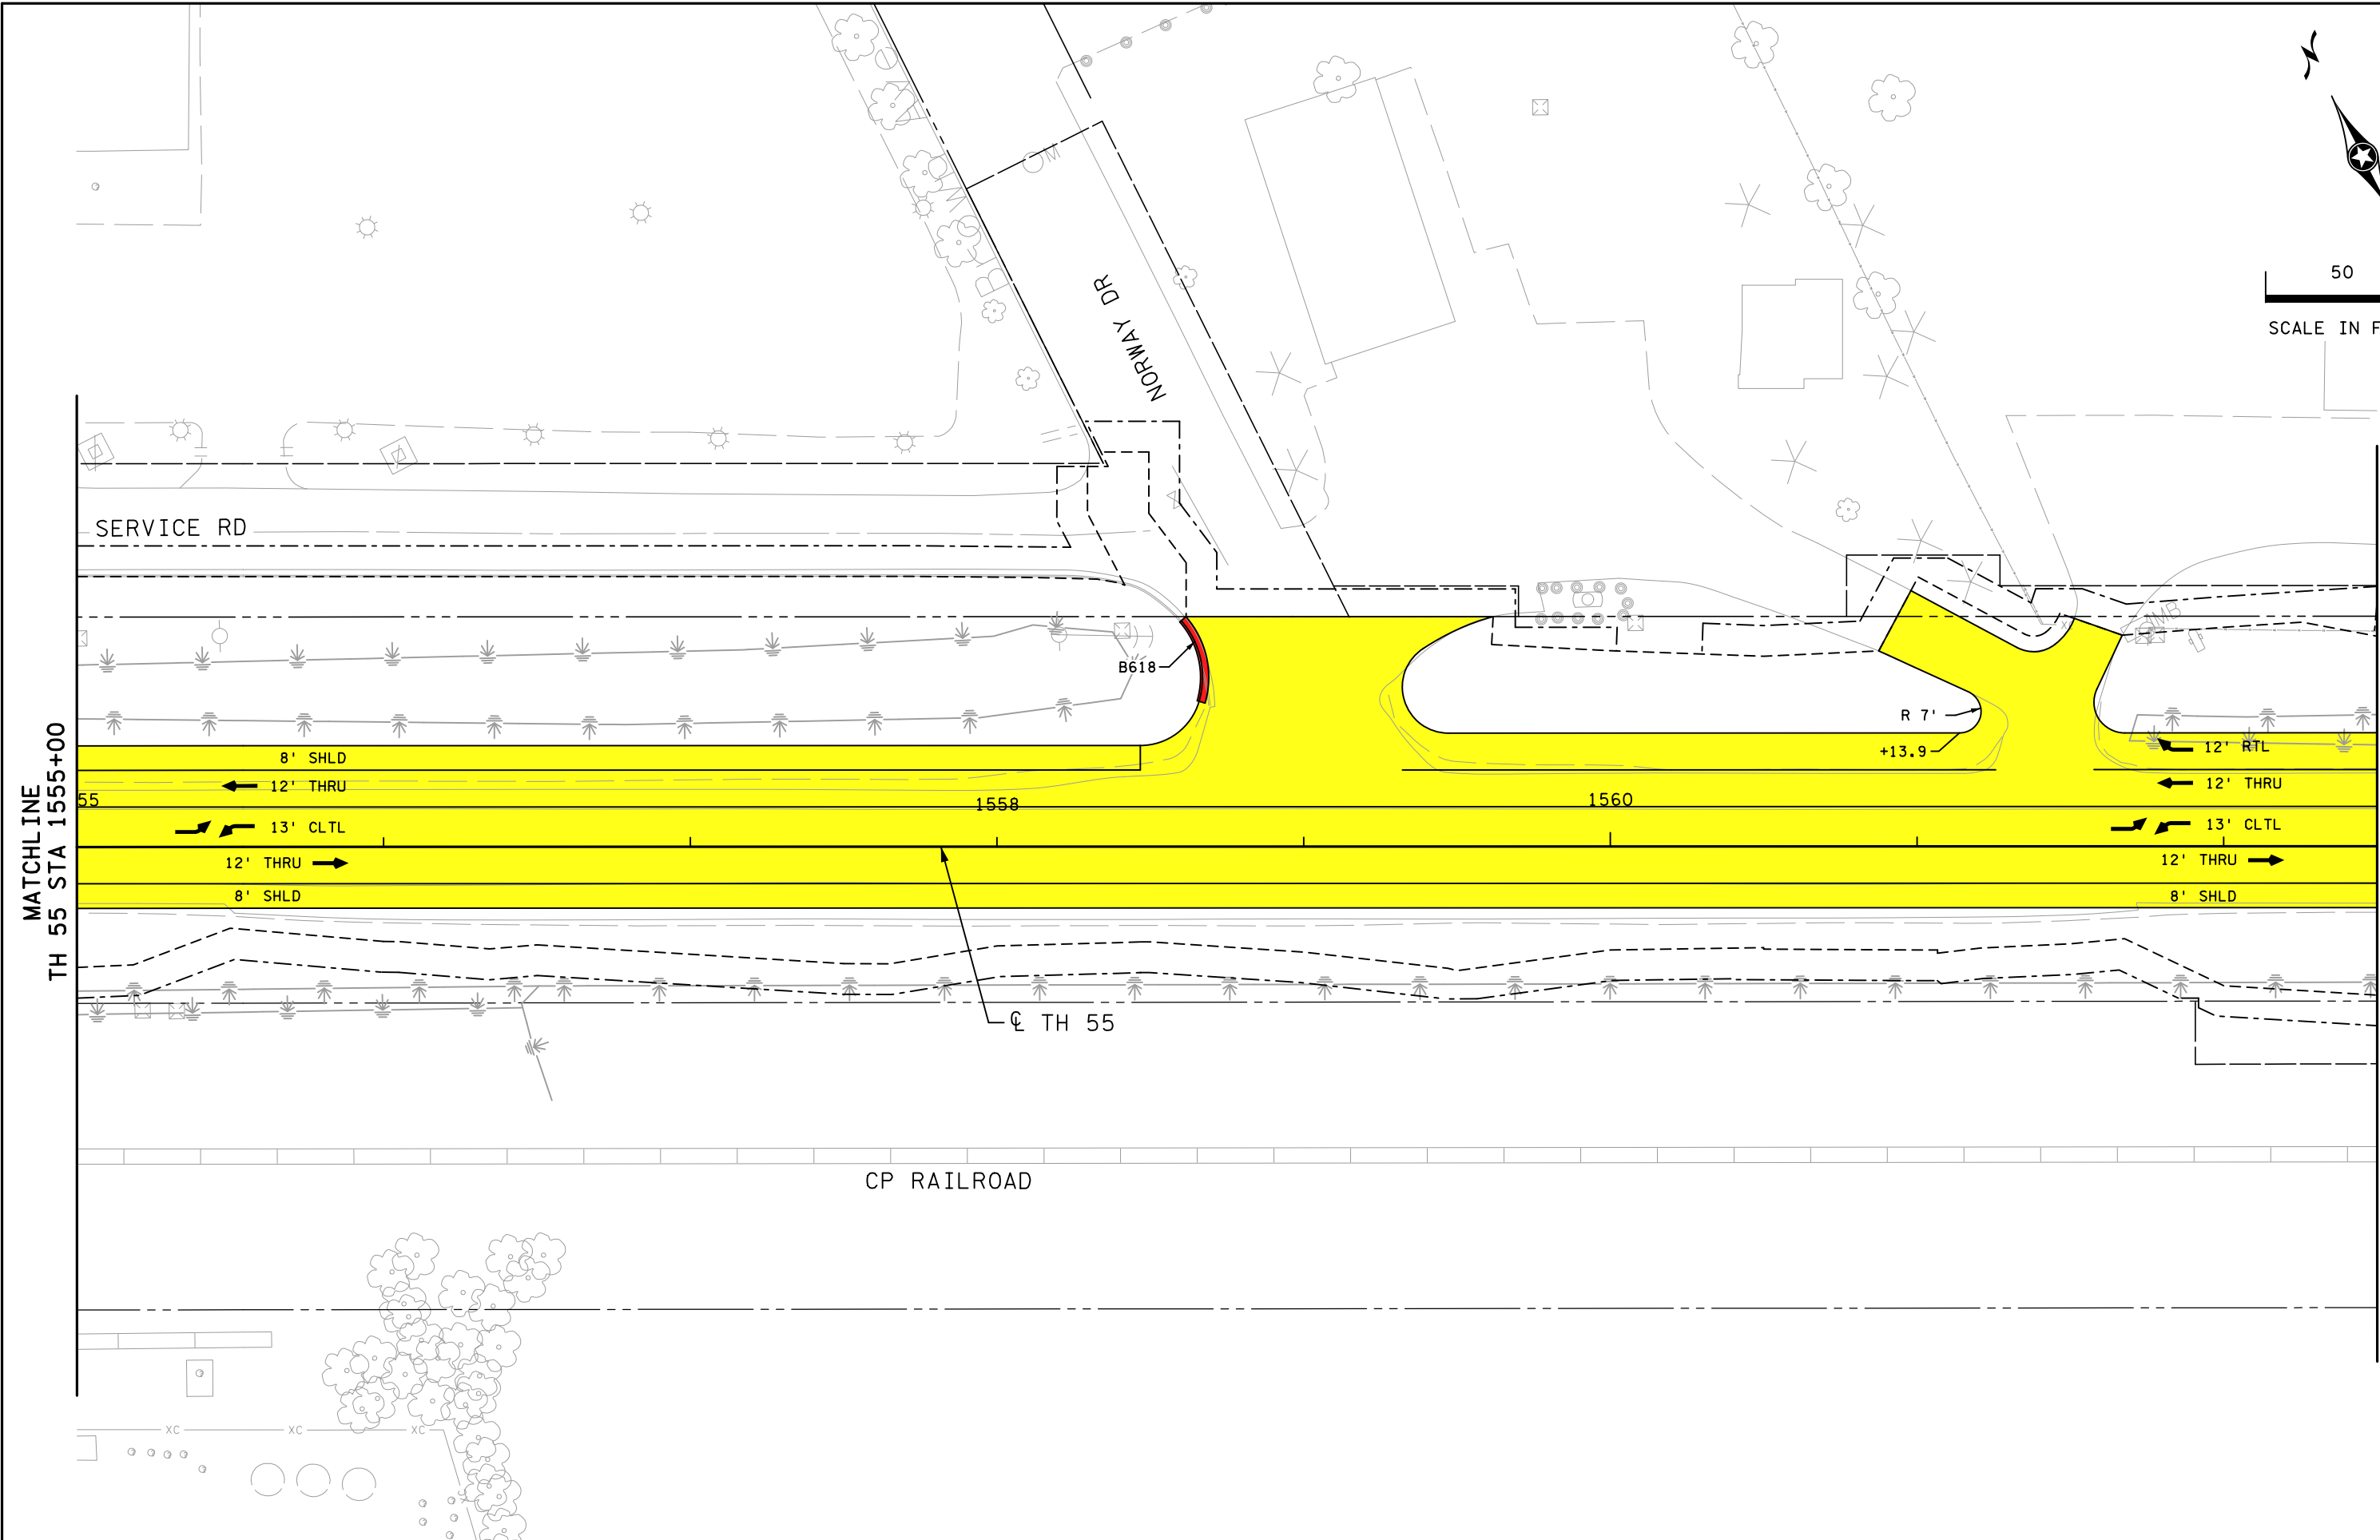 BITUM
OM
NORWAY DR
50
SCALE IN F
SERVICE RD
B618
R 7'
+13.9
8' SHLD
12' THRU
55
13' CLTL
12' THRU
8' SHLD
1558
1560
12' RTL
12' THRU
13' CLTL
12' THRU
8' SHLD
MATCHLINE
TH 55 STA 1555+00
℄ TH 55
CP RAILROAD
XC
XC
XC